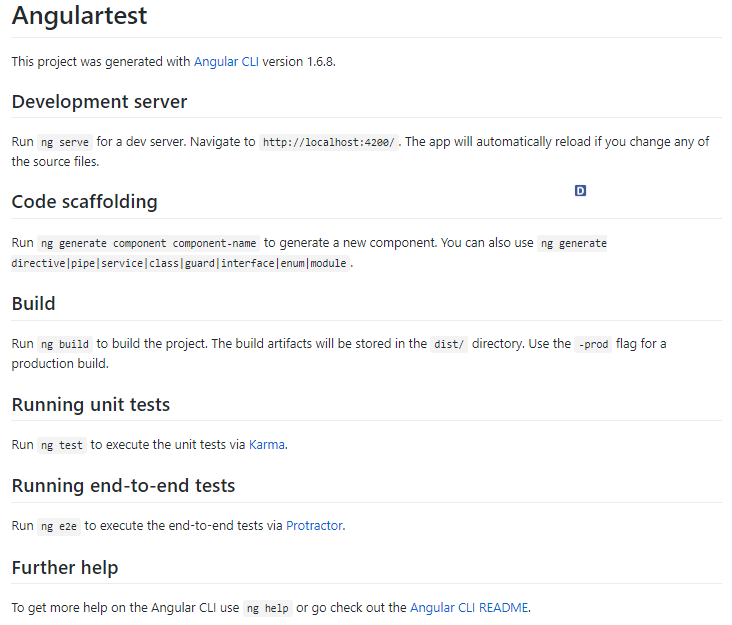 Angulartest
This project was generated with Angular CLI version 1.6.8.
Development server
Run ng serve for a dev server. Navigate to http://localhost:4200/. The app will automatically reload if you change any of
the source files.
D
Code scaffolding
Run ng generate component component-name to generate a new component. You can also use ng generate
directive|pipe|service|class|guard|interface|enum|module.
Build
Run ng build to build the project. The build artifacts will be stored in the dist/ directory. Use the -prod flag for a
production build.
Running unit tests
Run ng test to execute the unit tests via Karma.
Running end-to-end tests
Run ng e2e to execute the end-to-end tests via Protractor.
Further help
To get more help on the Angular CLI use ng help or go check out the Angular CLI README.